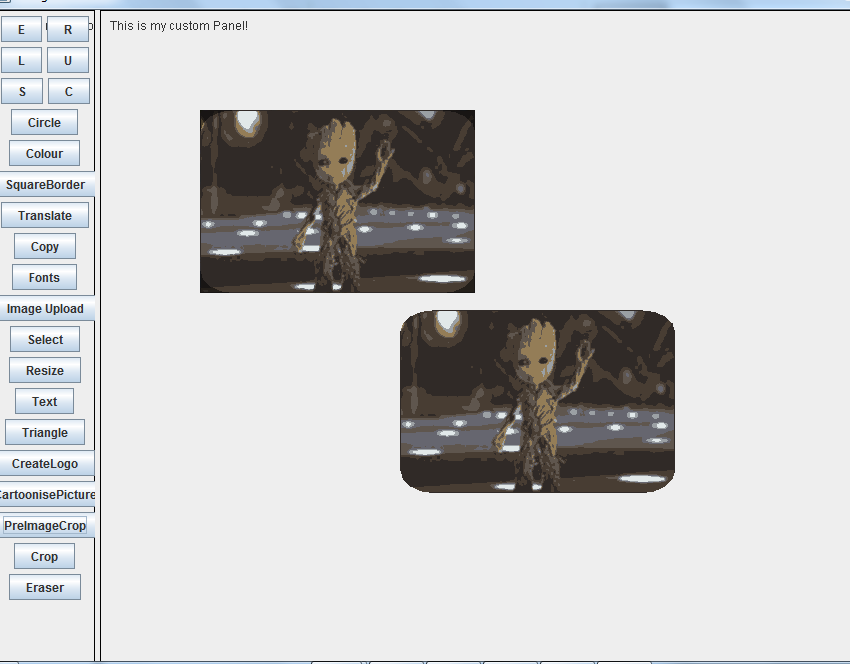 E R
This is my custom Panel!
L U
S C
Circle
Colour
SquareBorder
Translate
Copy
Fonts
Image Upload
Select
Resize
Text
Triangle
CreateLogo
CartoonisePicture
PreImageCrop
Crop
Eraser